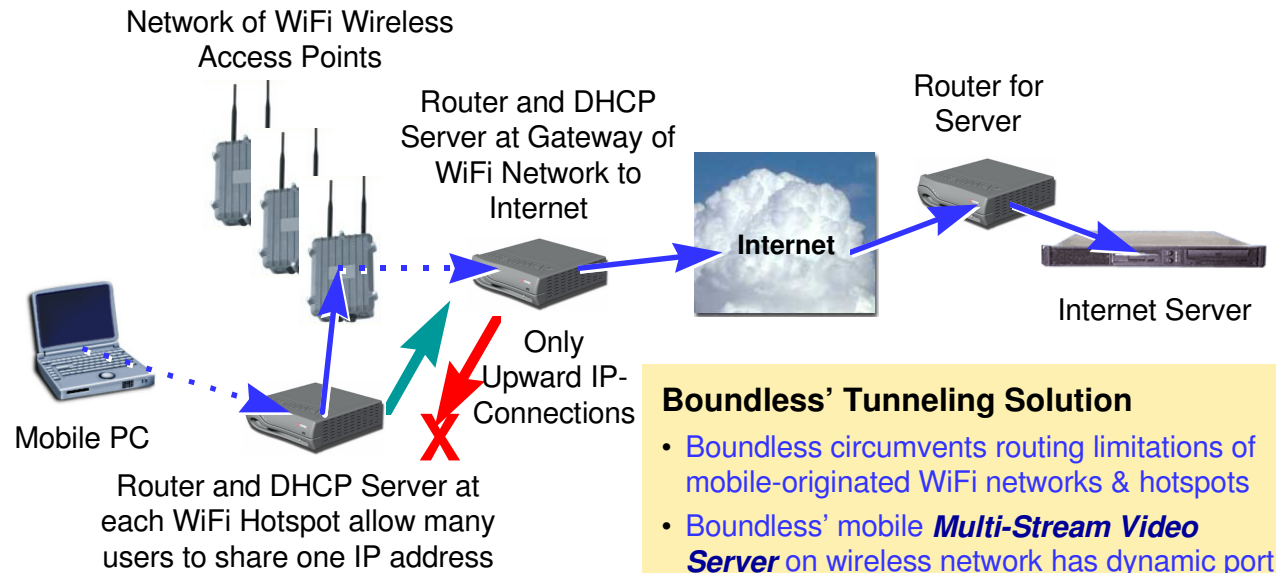 Network of WiFi Wireless
Access Points
Router and DHCP
Server at Gateway of
WiFi Network to
Internet
Router for
Server
Internet
Internet Server
Mobile PC
Only
Upward IP-
Connections
X
Router and DHCP Server at
each WiFi Hotspot allow many
users to share one IP address
Boundless’ Tunneling Solution
• Boundless circumvents routing limitations of
mobile-originated WiFi networks & hotspots
• Boundless’ mobile Multi-Stream Video
Server on wireless network has dynamic port